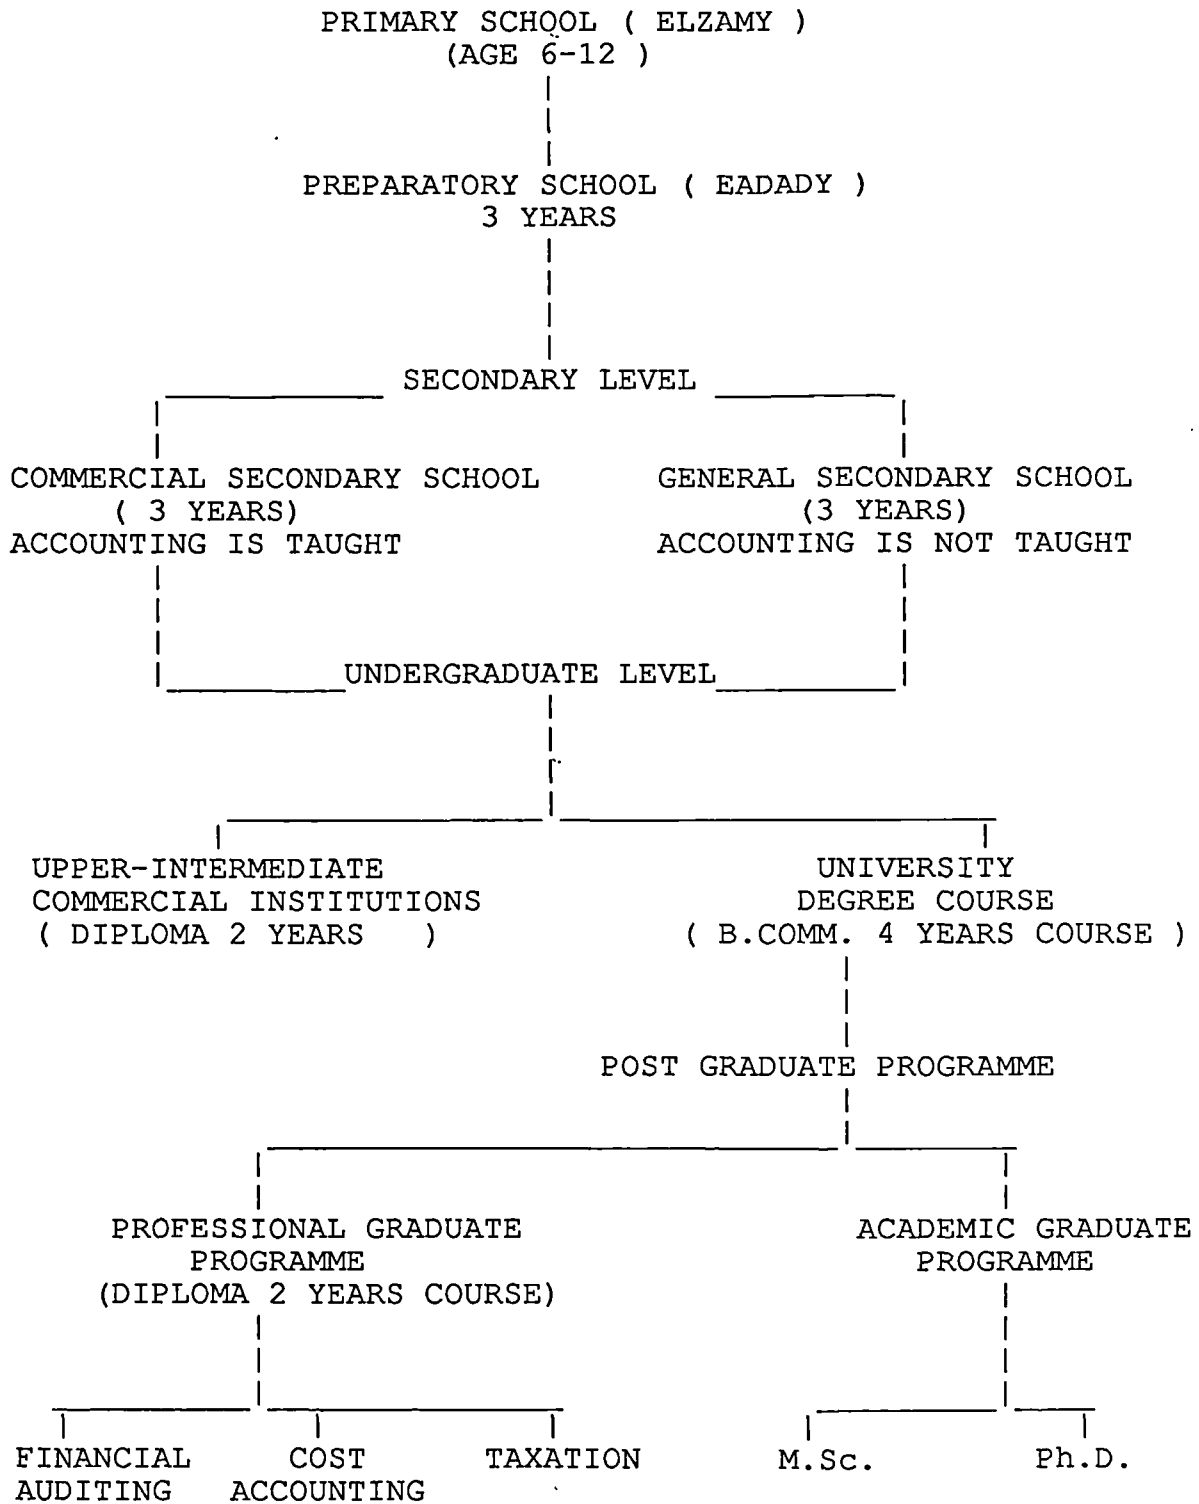 PRIMARY SCHOOL ( ELZAMY )
(AGE 6-12 )
PREPARATORY SCHOOL ( EADADY )
3 YEARS
SECONDARY LEVEL
COMMERCIAL SECONDARY SCHOOL
( 3 YEARS)
ACCOUNTING IS TAUGHT
GENERAL SECONDARY SCHOOL
(3 YEARS)
ACCOUNTING IS NOT TAUGHT
UNDERGRADUATE LEVEL
UPPER-INTERMEDIATE
COMMERCIAL INSTITUTIONS
( DIPLOMA 2 YEARS )
UNIVERSITY
DEGREE COURSE
( B.COMM. 4 YEARS COURSE )
POST GRADUATE PROGRAMME
PROFESSIONAL GRADUATE
PROGRAMME
(DIPLOMA 2 YEARS COURSE)
ACADEMIC GRADUATE
PROGRAMME
FINANCIAL
AUDITING
COST
ACCOUNTING
TAXATION
M.Sc.
Ph.D.